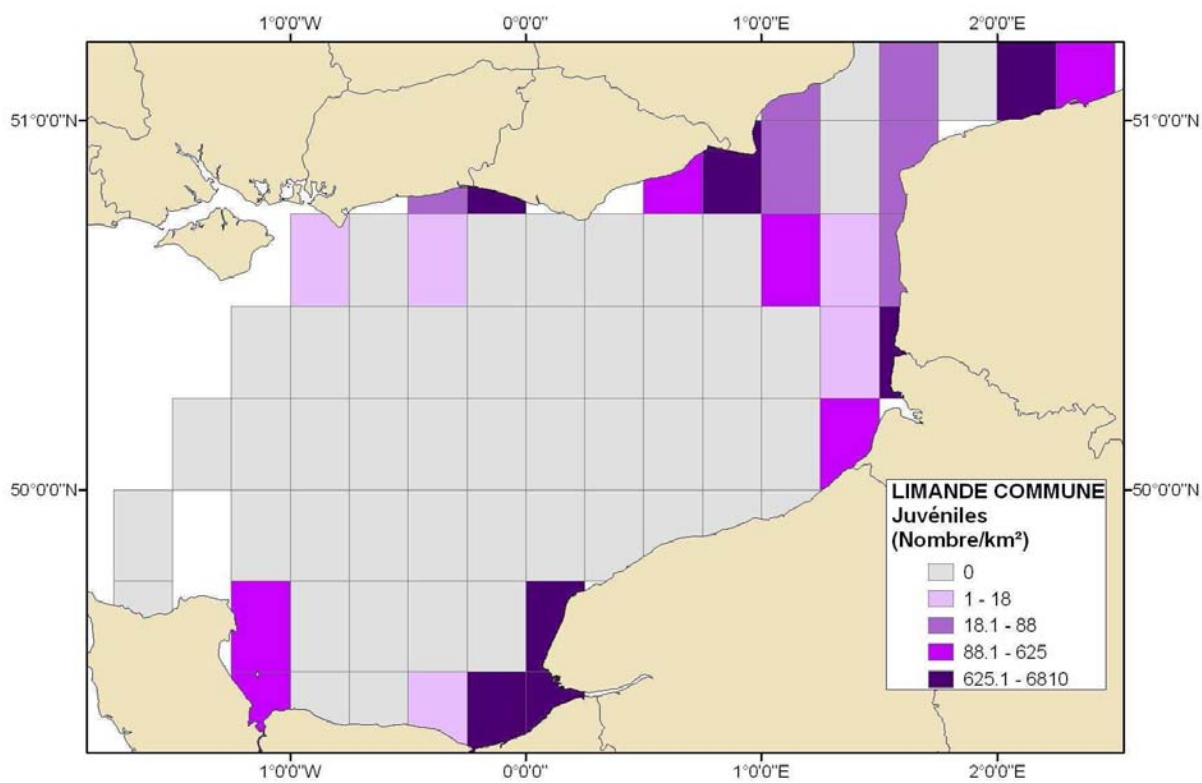 1°0'0"W 0°0'0" 1°0'0"E 2°0'0"E
51°0'0"N 51°0'0"N
50°0'0"N 50°0'0"N
LIMANDE COMMUNE
Juvéniles
(Nombre/km²)
0
1 - 18
18.1 - 88
88.1 - 625
625.1 - 6810
1°0'0"W 0°0'0" 1°0'0"E 2°0'0"E